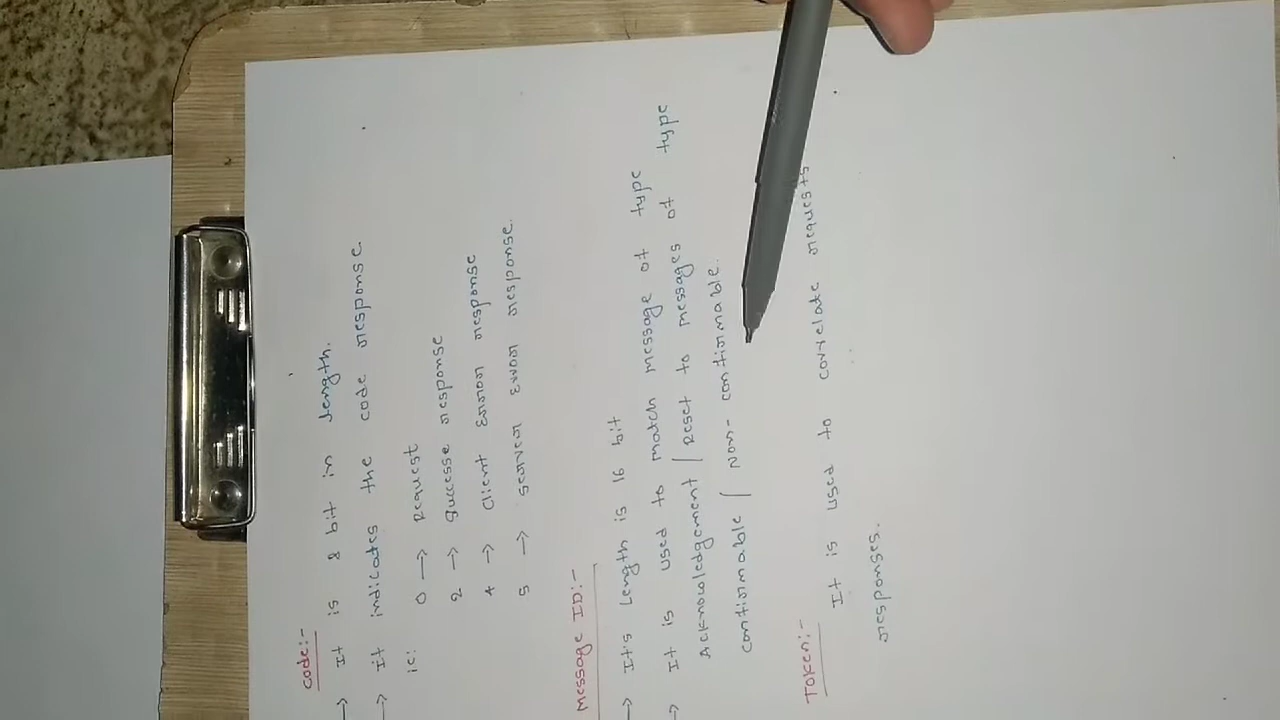 Code:-
→ It is 8 bit in length.
→ it indicates the code response.
ie: 0 → Request
2 → Successe response
4 → Client Error response
5 → server Error response.
Message ID:-
→ Its Length is 16 bit
→ It is used to match message of type
Acknowledgement / Reset to messages of type
confirmable / Non-confirmable.
Token:-
It is used to correlate requests
responses.